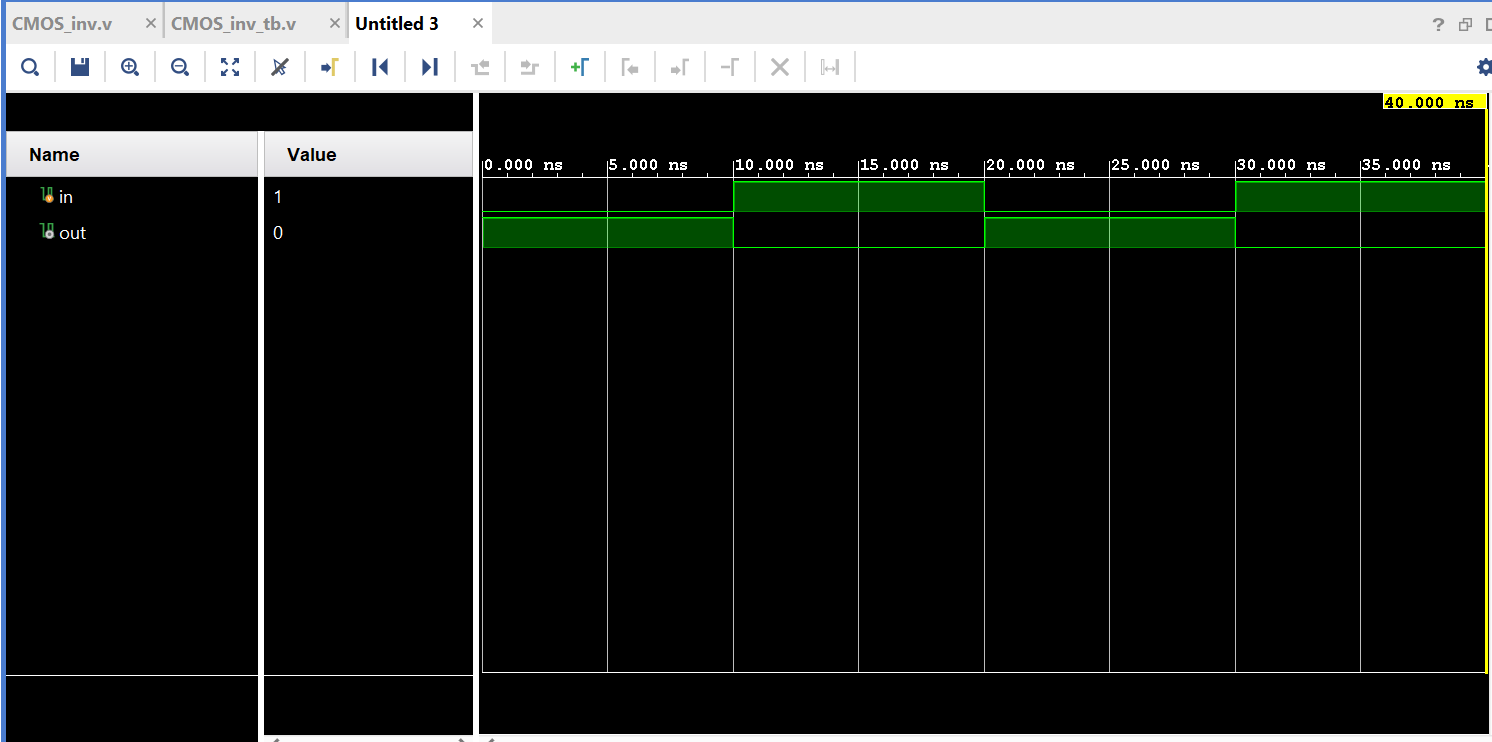 CMOS_inv.v × CMOS_inv_tb.v × Untitled 3 × ?
40.000 ns
Name Value
0.000 ns 5.000 ns 10.000 ns 15.000 ns 20.000 ns 25.000 ns 30.000 ns 35.000 ns
in 1
out 0